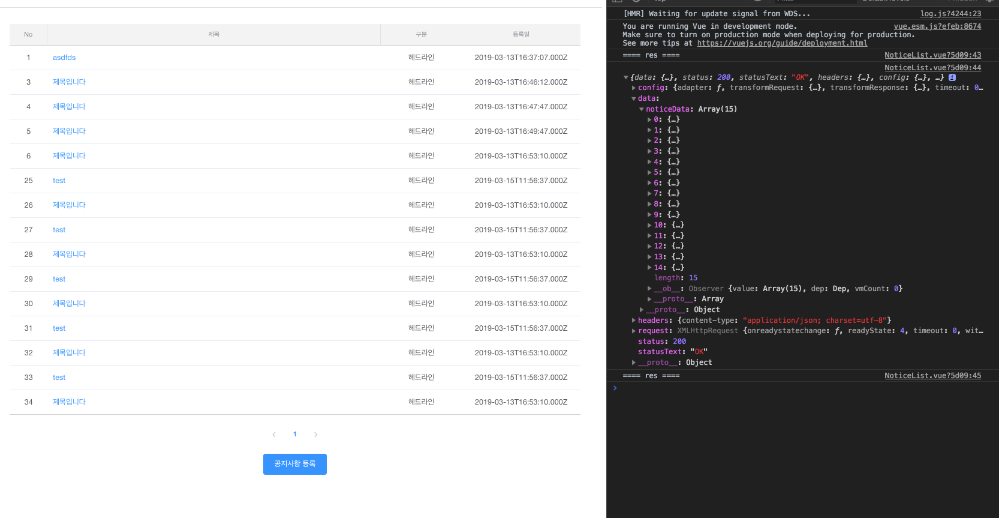 No 제목 구분 등록일
1 asdfds 헤드라인 2019-03-13T16:37:07.000Z
3 제목입니다 헤드라인 2019-03-13T16:46:12.000Z
4 제목입니다 헤드라인 2019-03-13T16:47:47.000Z
5 제목입니다 헤드라인 2019-03-13T16:49:47.000Z
6 제목입니다 헤드라인 2019-03-13T16:53:10.000Z
25 test 헤드라인 2019-03-15T11:56:37.000Z
26 제목입니다 헤드라인 2019-03-13T16:53:10.000Z
27 test 헤드라인 2019-03-15T11:56:37.000Z
28 제목입니다 헤드라인 2019-03-13T16:53:10.000Z
29 test 헤드라인 2019-03-15T11:56:37.000Z
30 제목입니다 헤드라인 2019-03-13T16:53:10.000Z
31 test 헤드라인 2019-03-15T11:56:37.000Z
32 제목입니다 헤드라인 2019-03-13T16:53:10.000Z
33 test 헤드라인 2019-03-15T11:56:37.000Z
34 제목입니다 헤드라인 2019-03-13T16:53:10.000Z
< 1 >
공지사항 등록
[HMR] Waiting for update signal from WDS... log.js?4244:23
You are running Vue in development mode. vue.esm.js?efeb:8674
Make sure to turn on production mode when deploying for production.
See more tips at https://vuejs.org/guide/deployment.html
==== res ==== NoticeList.vue?5d09:43
NoticeList.vue?5d09:44
▼{data: {…}, status: 200, statusText: "OK", headers: {…}, config: {…}, …} i
▶config: {adapter: ƒ, transformRequest: {…}, transformResponse: {…}, timeout: 0…
▼data:
▼noticeData: Array(15)
▶0: {…}
▶1: {…}
▶2: {…}
▶3: {…}
▶4: {…}
▶5: {…}
▶6: {…}
▶7: {…}
▶8: {…}
▶9: {…}
▶10: {…}
▶11: {…}
▶12: {…}
▶13: {…}
▶14: {…}
length: 15
▶__ob__: Observer {value: Array(15), dep: Dep, vmCount: 0}
▶__proto__: Array
▶__proto__: Object
▶headers: {content-type: "application/json; charset=utf-8"}
▶request: XMLHttpRequest {onreadystatechange: ƒ, readyState: 4, timeout: 0, wit…
status: 200
statusText: "OK"
▶__proto__: Object
==== res ==== NoticeList.vue?5d09:45
>